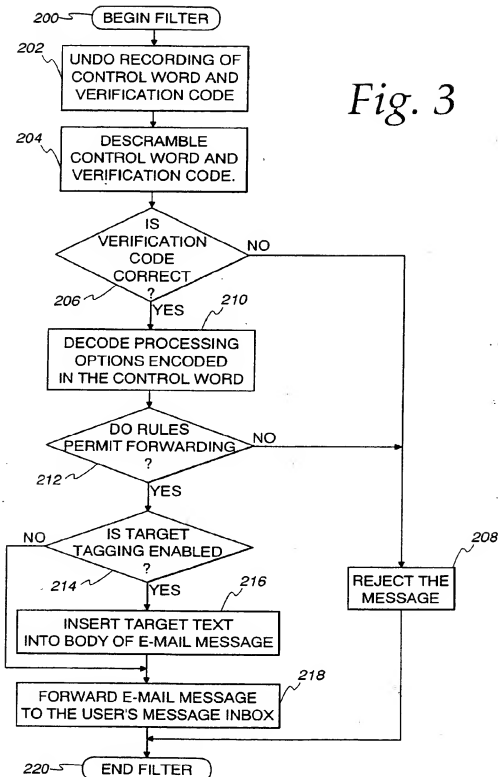 200
BEGIN FILTER
202
UNDO RECORDING OF
CONTROL WORD AND
VERIFICATION CODE
Fig. 3
204
DESCRAMBLE
CONTROL WORD AND
VERIFICATION CODE.
IS
VERIFICATION
CODE
CORRECT
?
NO
206
YES
210
DECODE PROCESSING
OPTIONS ENCODED
IN THE CONTROL WORD
DO RULES
PERMIT FORWARDING
?
NO
212
YES
NO
IS TARGET
TAGGING ENABLED
?
214
YES
208
REJECT THE
MESSAGE
216
INSERT TARGET TEXT
INTO BODY OF E-MAIL MESSAGE
218
FORWARD E-MAIL MESSAGE
TO THE USER'S MESSAGE INBOX
220
END FILTER